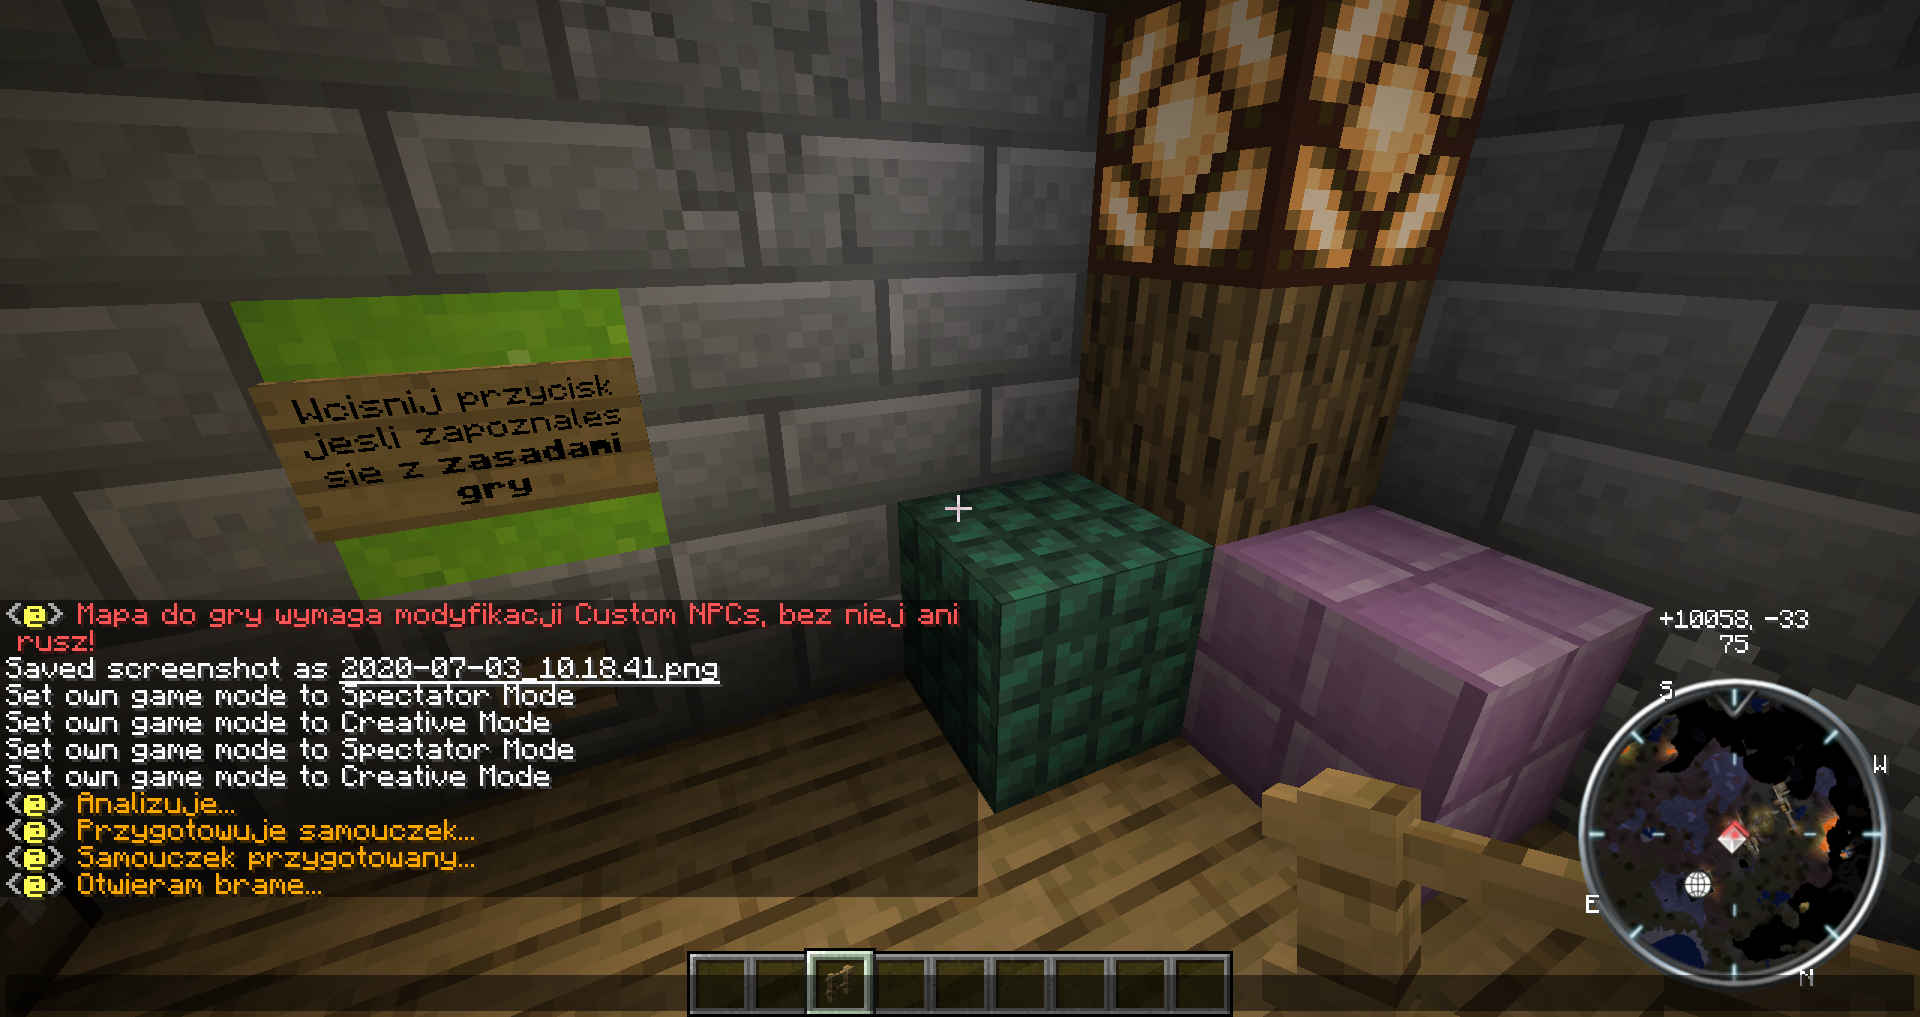 Wcisnij przycisk
jesli zapoznales
sie z zasadami
gry
<@> Mapa do gry wymaga modyfikacji Custom NPCs, bez niej ani
rusz!
Saved screenshot as 2020-07-03_10.18.41.png
Set own game mode to Spectator Mode
Set own game mode to Creative Mode
Set own game mode to Spectator Mode
Set own game mode to Creative Mode
<@> Analizuje...
<@> Przygotowuje samouczek...
<@> Samouczek przygotowany...
<@> Otwieram brame...
+10058, -33
75
S
W
E
N